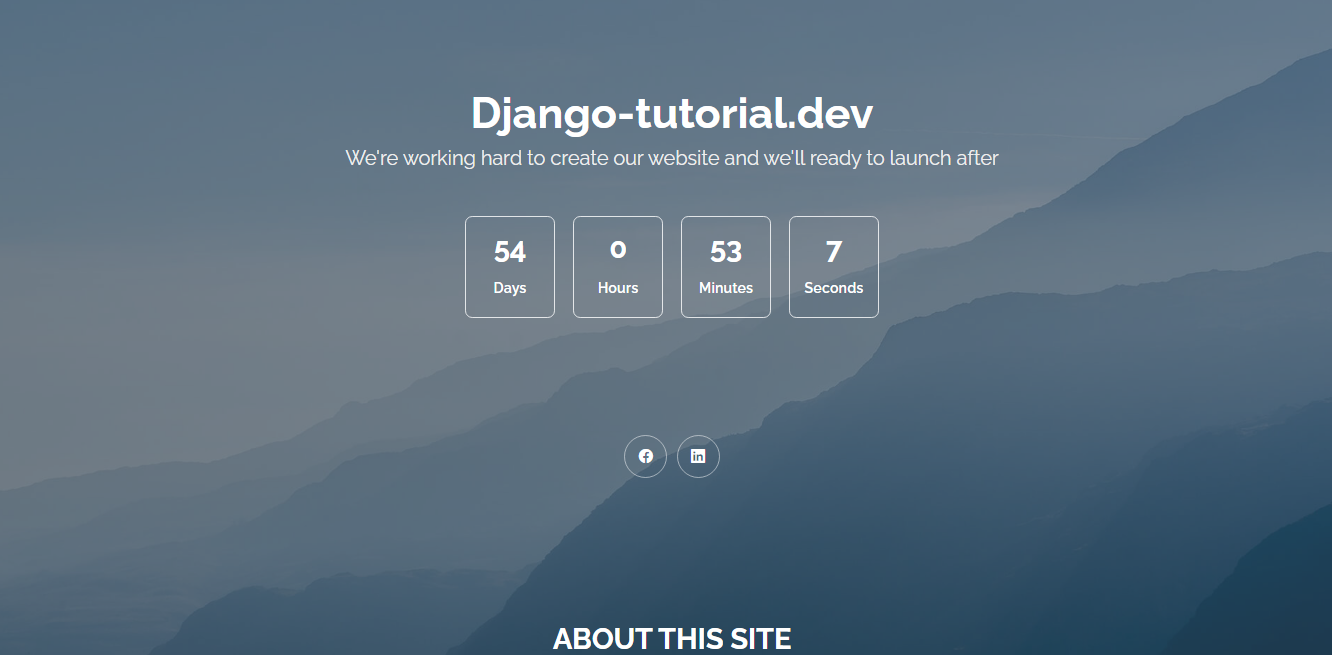 Django-tutorial.dev
We're working hard to create our website and we'll ready to launch after
54 0 53 7
Days Hours Minutes Seconds
ABOUT THIS SITE